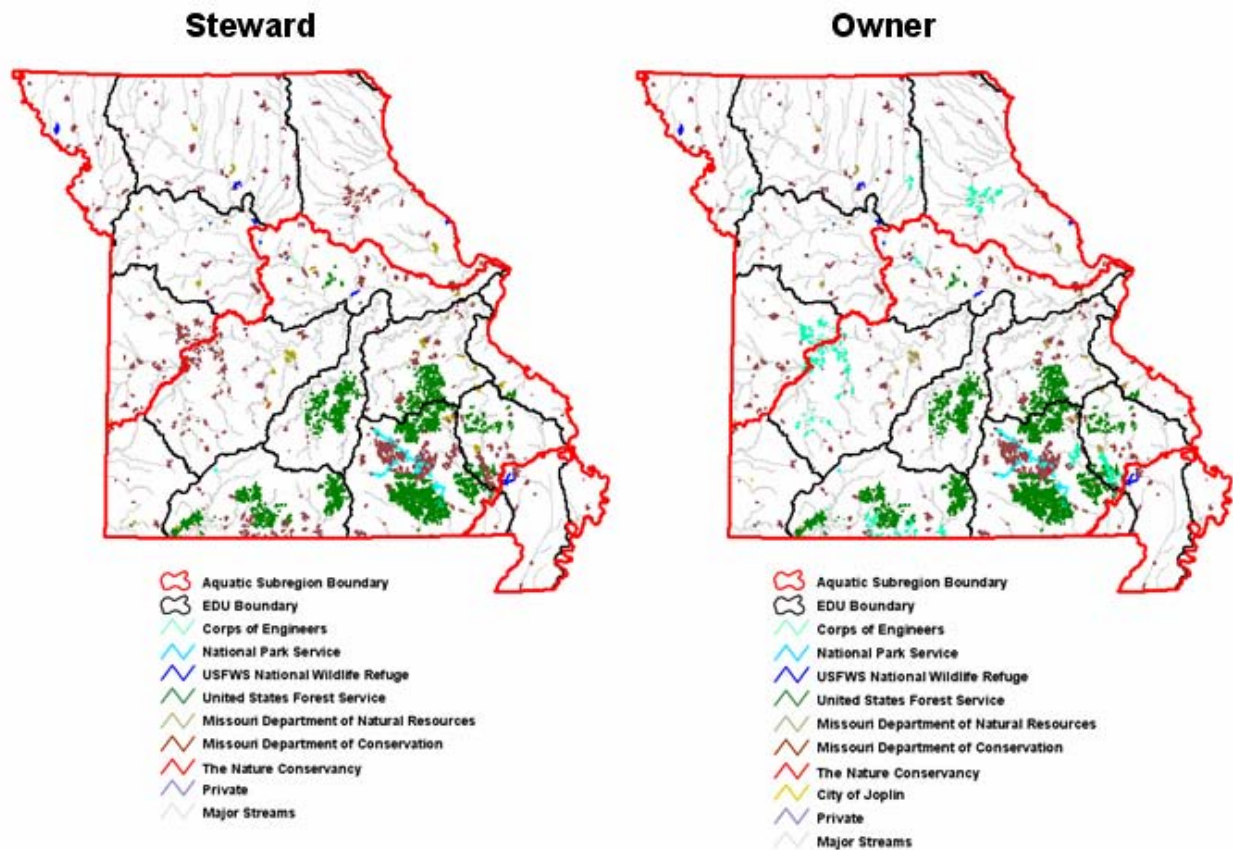 Steward
Owner
Aquatic Subregion Boundary
EDU Boundary
Corps of Engineers
National Park Service
USFWS National Wildlife Refuge
United States Forest Service
Missouri Department of Natural Resources
Missouri Department of Conservation
The Nature Conservancy
Private
Major Streams
Aquatic Subregion Boundary
EDU Boundary
Corps of Engineers
National Park Service
USFWS National Wildlife Refuge
United States Forest Service
Missouri Department of Natural Resources
Missouri Department of Conservation
The Nature Conservancy
City of Joplin
Private
Major Streams